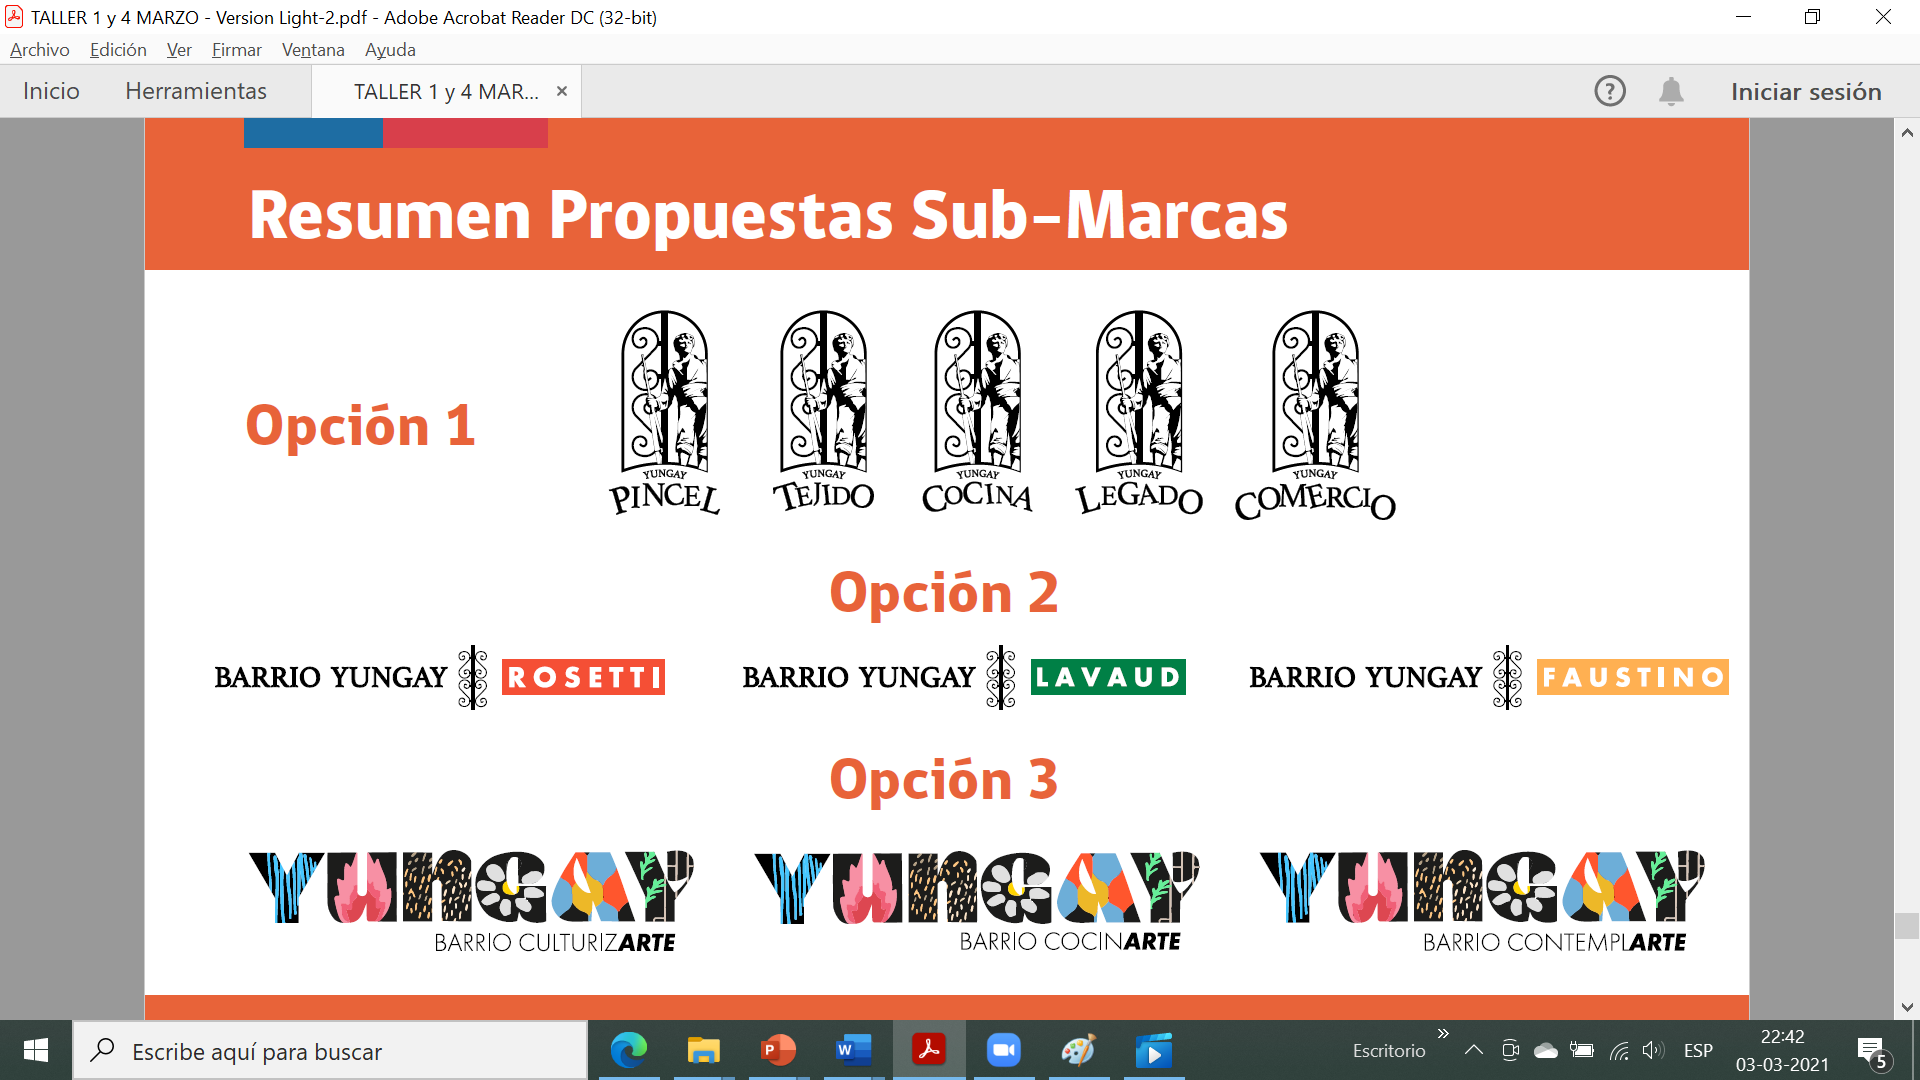 TALLER 1 y 4 MARZO - Version Light-2.pdf - Adobe Acrobat Reader DC (32-bit)
Archivo Edición Ver Firmar Ventana Ayuda
Inicio Herramientas TALLER 1 y 4 MAR... × ? Iniciar sesión
Resumen Propuestas Sub-Marcas
Opción 1
YUNGAY PINCEL
YUNGAY TEJIDO
YUNGAY COCINA
YUNGAY LEGADO
YUNGAY COMERCIO
Opción 2
BARRIO YUNGAY ROSETTI
BARRIO YUNGAY LAVAUD
BARRIO YUNGAY FAUSTINO
Opción 3
YUNGAY
BARRIO CULTURIZARTE
YUNGAY
BARRIO COCINARTE
YUNGAY
BARRIO CONTEMPLARTE
Escribe aquí para buscar
Escritorio » ESP
22:42
03-03-2021
5